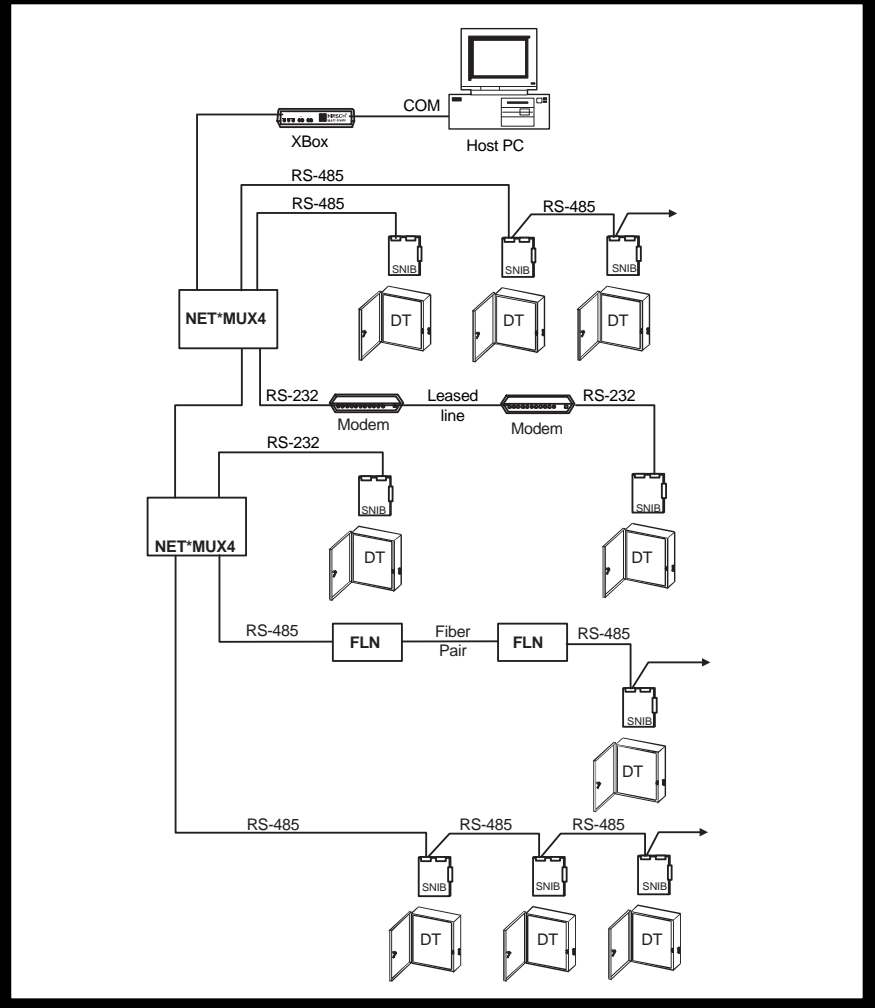 COM
HIRSCH
XBox
Host PC
RS-485
RS-485
RS-485
SNIB
SNIB
SNIB
NET*MUX4
DT
DT
DT
RS-232
Leased
line
RS-232
Modem
Modem
RS-232
SNIB
SNIB
NET*MUX4
DT
DT
RS-485
FLN
Fiber
Pair
FLN
RS-485
SNIB
DT
RS-485
RS-485
RS-485
SNIB
SNIB
SNIB
DT
DT
DT